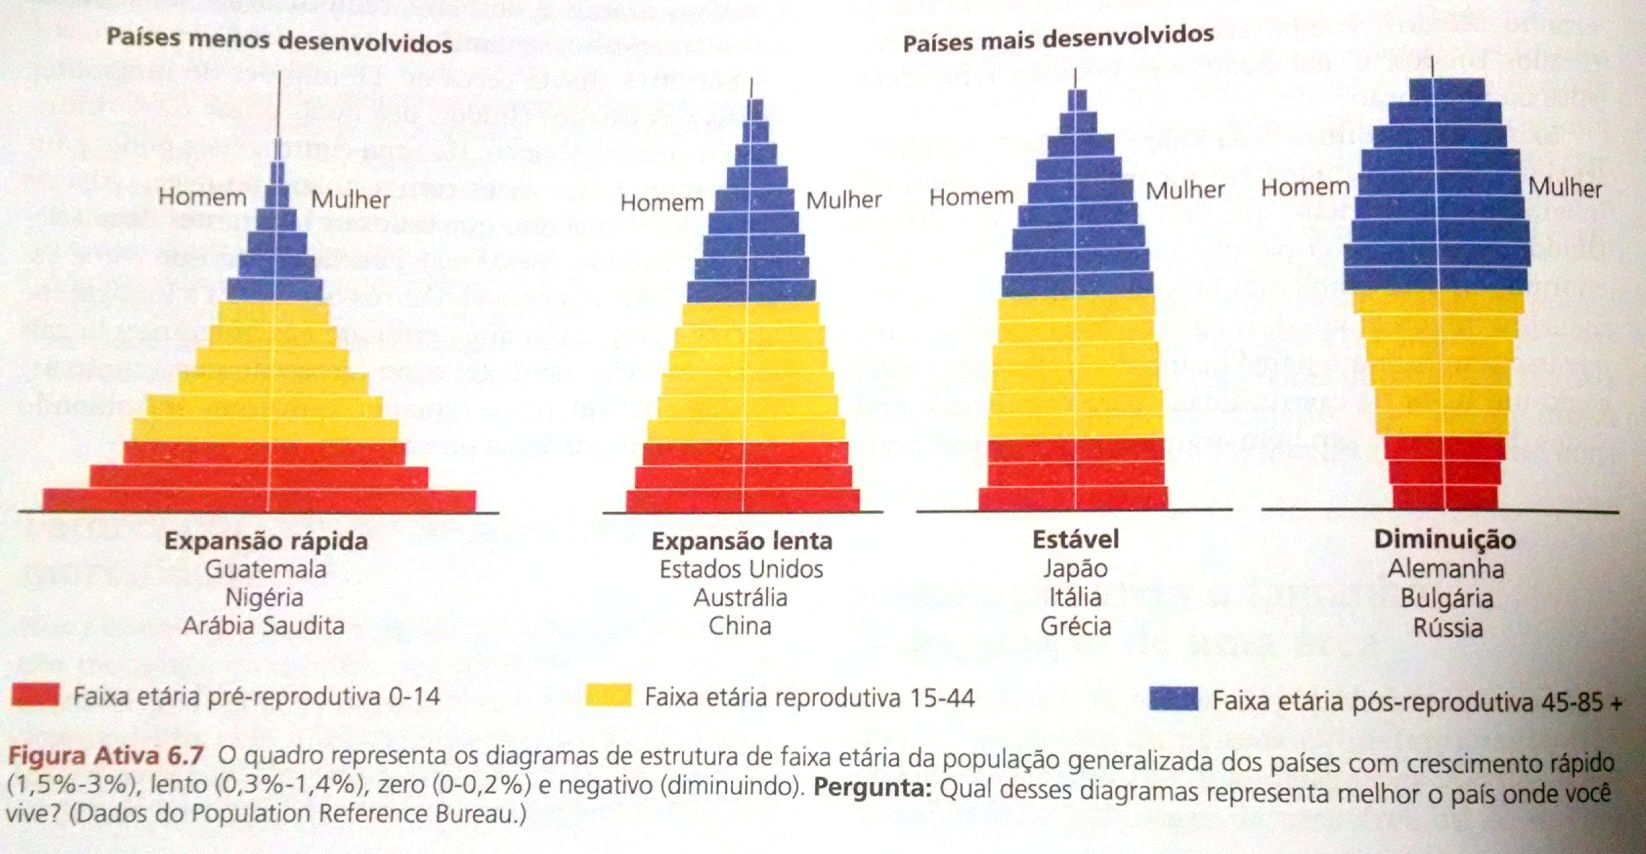 Países menos desenvolvidos
Países mais desenvolvidos
Homem Mulher
Homem Mulher
Homem Mulher
Homem Mulher
Expansão rápida
Guatemala
Nigéria
Arábia Saudita
Expansão lenta
Estados Unidos
Austrália
China
Estável
Japão
Itália
Grécia
Diminuição
Alemanha
Bulgária
Rússia
Faixa etária pré-reprodutiva 0-14
Faixa etária reprodutiva 15-44
Faixa etária pós-reprodutiva 45-85 +
Figura Ativa 6.7 O quadro representa os diagramas de estrutura de faixa etária da população generalizada dos países com crescimento rápido
(1,5%-3%), lento (0,3%-1,4%), zero (0-0,2%) e negativo (diminuindo). Pergunta: Qual desses diagramas representa melhor o país onde você
vive? (Dados do Population Reference Bureau.)